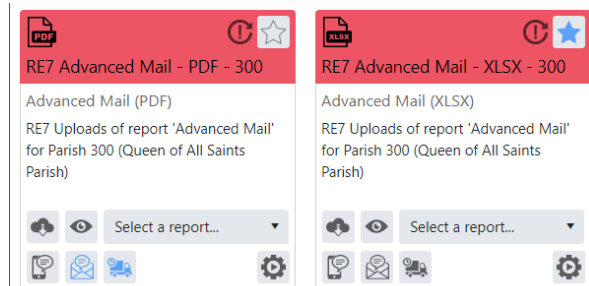 PDF
RE7 Advanced Mail - PDF - 300
Advanced Mail (PDF)
RE7 Uploads of report 'Advanced Mail'
for Parish 300 (Queen of All Saints
Parish)
Select a report...
XLSX
RE7 Advanced Mail - XLSX - 300
Advanced Mail (XLSX)
RE7 Uploads of report 'Advanced Mail'
for Parish 300 (Queen of All Saints
Parish)
Select a report...